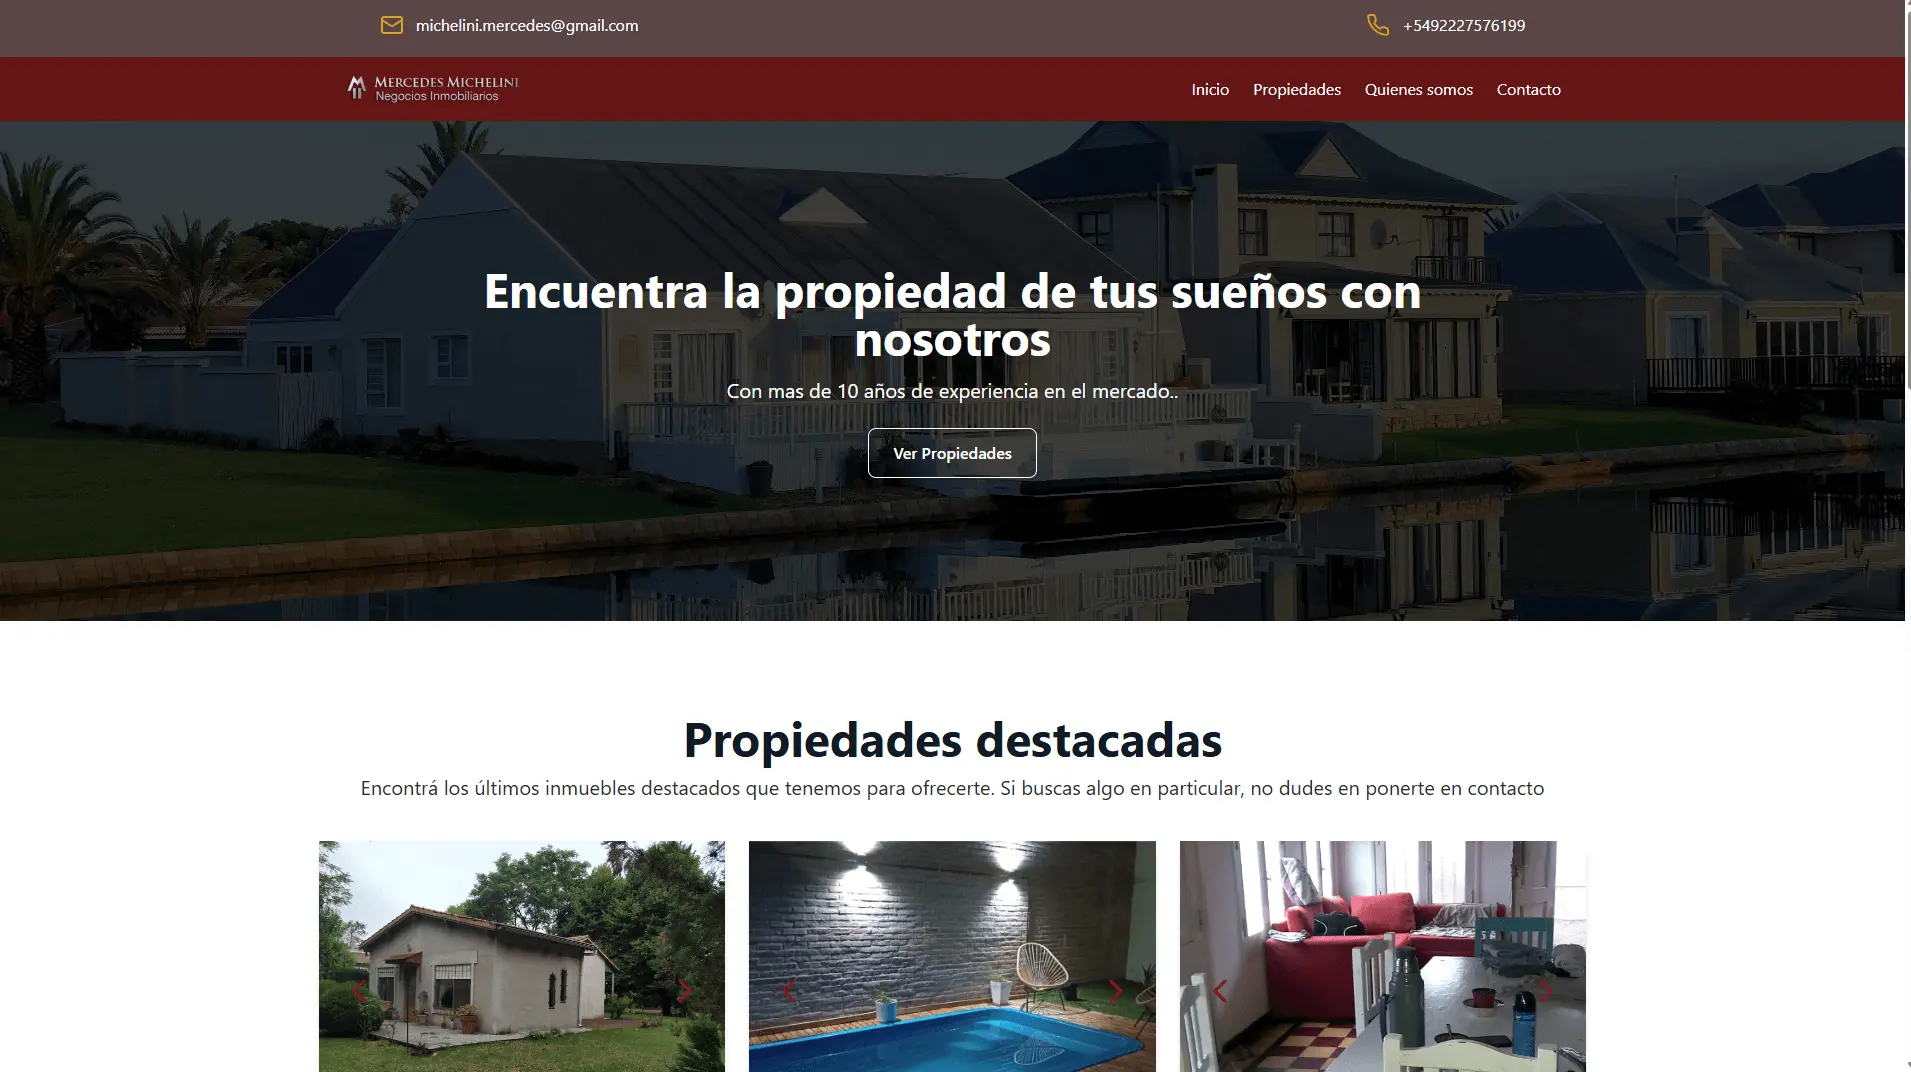 michelini.mercedes@gmail.com
+5492227576199
MERCEDES MICHELINI
Negocios Inmobiliarios
Inicio
Propiedades
Quienes somos
Contacto
Encuentra la propiedad de tus sueños con
nosotros
Con mas de 10 años de experiencia en el mercado..
Ver Propiedades
Propiedades destacadas
Encontrá los últimos inmuebles destacados que tenemos para ofrecerte. Si buscas algo en particular, no dudes en ponerte en contacto